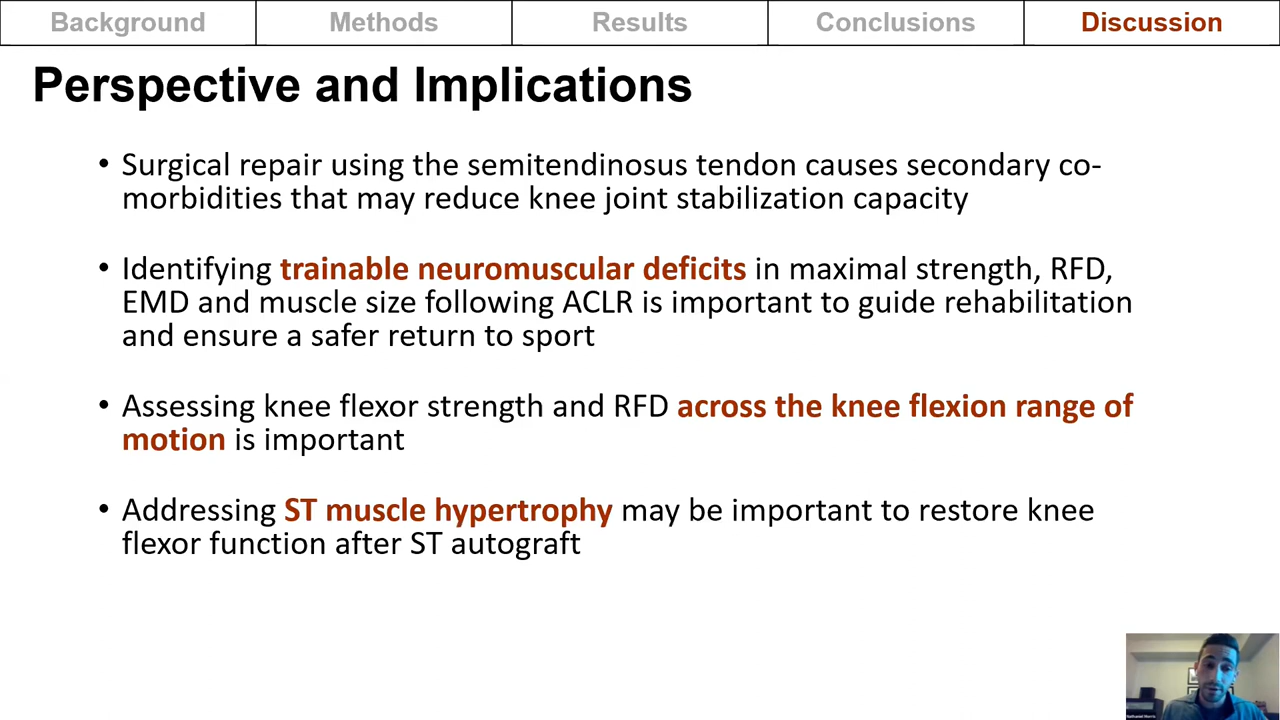 Background Methods Results Conclusions Discussion
Perspective and Implications
• Surgical repair using the semitendinosus tendon causes secondary co-
morbidities that may reduce knee joint stabilization capacity
• Identifying trainable neuromuscular deficits in maximal strength, RFD,
EMD and muscle size following ACLR is important to guide rehabilitation
and ensure a safer return to sport
• Assessing knee flexor strength and RFD across the knee flexion range of
motion is important
• Addressing ST muscle hypertrophy may be important to restore knee
flexor function after ST autograft